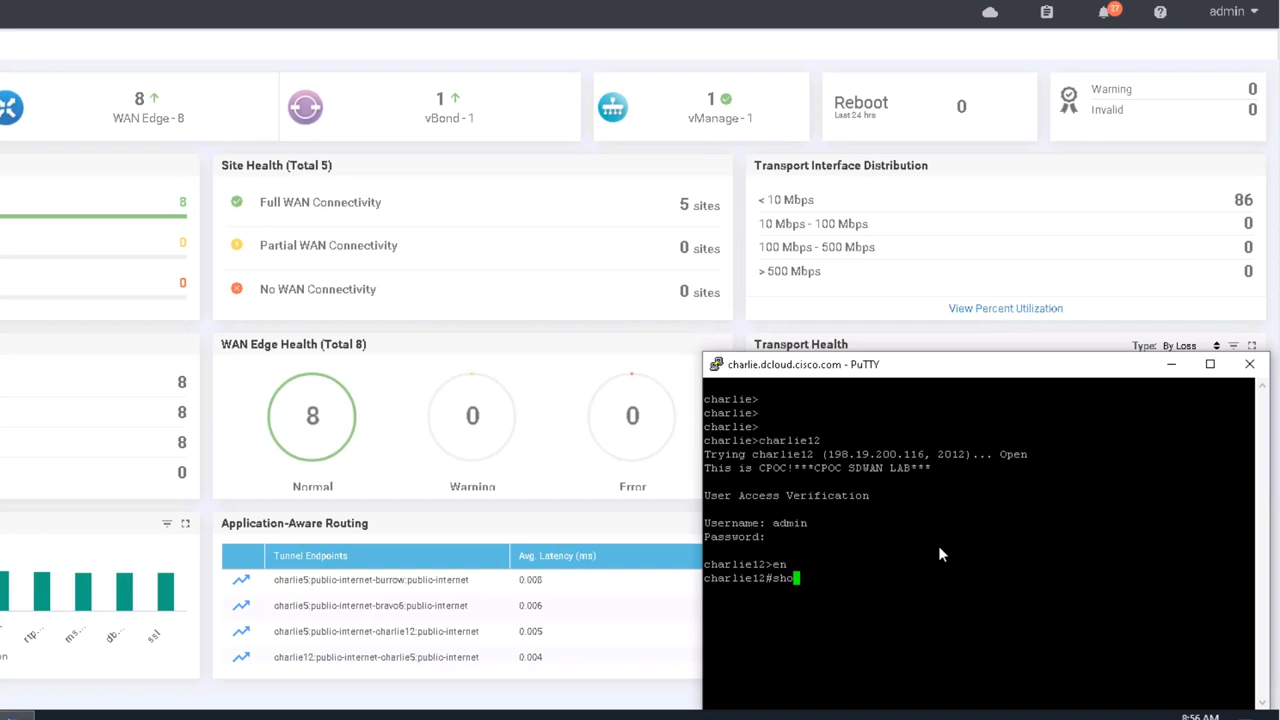 27
admin
8
WAN Edge - 8
1
vBond - 1
1
vManage - 1
Reboot
Last 24 hrs
0
Warning 0
Invalid 0
8
0
0
Site Health (Total 5)
Full WAN Connectivity 5 sites
Partial WAN Connectivity 0 sites
No WAN Connectivity 0 sites
Transport Interface Distribution
< 10 Mbps 86
10 Mbps - 100 Mbps 0
100 Mbps - 500 Mbps 0
> 500 Mbps 0
View Percent Utilization
8
8
8
0
WAN Edge Health (Total 8)
8
Normal
0
Warning
0
Error
Transport Health
Type: By Loss
charlie.dcloud.cisco.com - PuTTY
charlie>
charlie>
charlie>
charlie>charlie12
Trying charlie12 (198.19.200.116, 2012)... Open
This is CPOC!***CPOC SDWAN LAB***
User Access Verification
Username: admin
Password:
charlie12>en
charlie12#sho
rtp...
ms...
db...
ssl
Application-Aware Routing
Tunnel Endpoints Avg. Latency (ms)
charlie5:public-internet-burrow:public-internet 0.008
charlie5:public-internet-bravo6:public-internet 0.006
charlie5:public-internet-charlie12:public-internet 0.005
charlie12:public-internet-charlie5:public-internet 0.004
8:56 AM